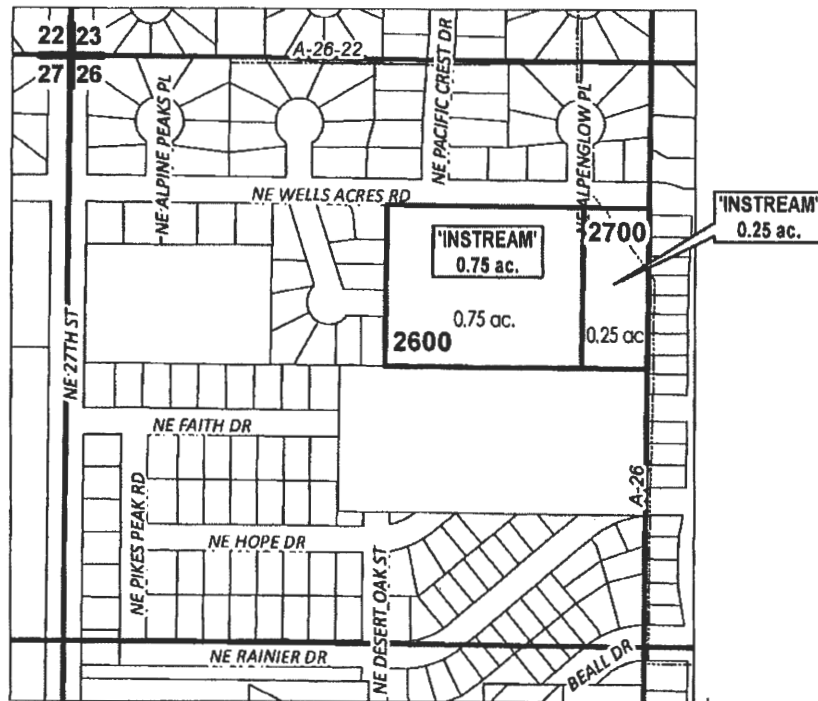 22 23
27 26
A-26-22
NE ALPINE PEAKS PL
NE PACIFIC CREST DR
NE ALPENGLOW PL
NE WELLS ACRES RD
'INSTREAM'
0.75 ac.
2700
'INSTREAM'
0.25 ac.
0.75 ac.
0.25 ac
2600
NE 27TH ST
NE FAITH DR
NE PIKES PEAK RD
NE HOPE DR
NE DESERT OAK ST
A-26
NE RAINIER DR
BEALL DR